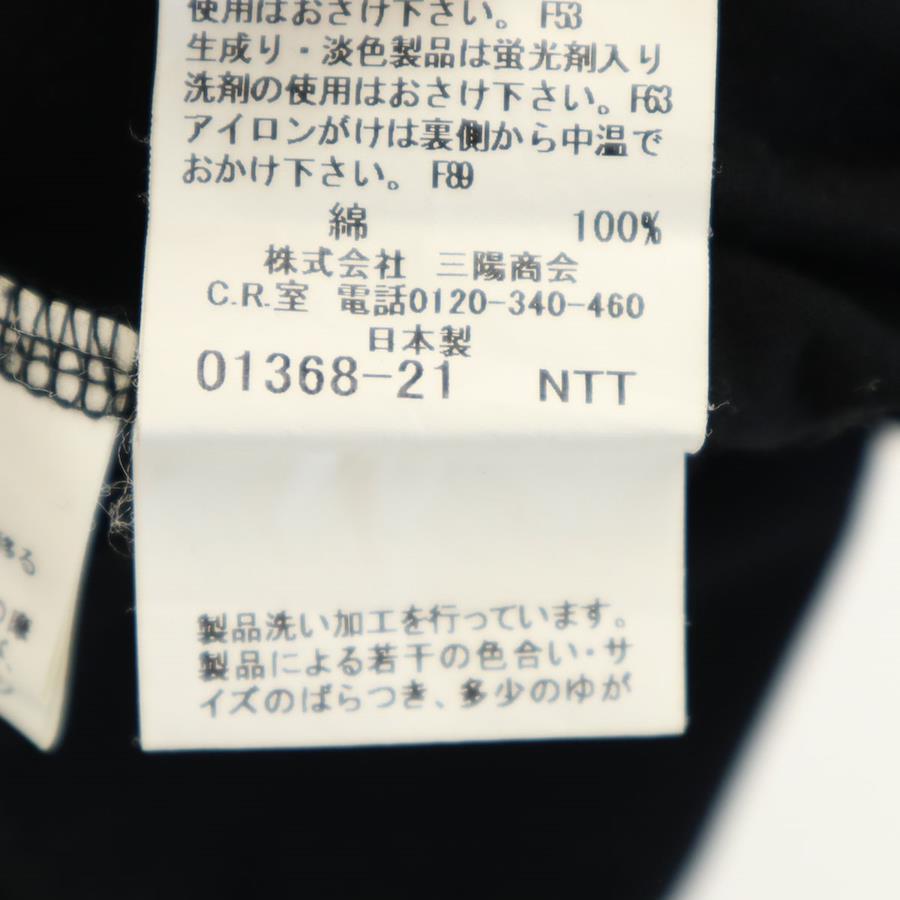 使用はおさけ下さい。 F53
生成り・淡色製品は蛍光剤入り
洗剤の使用はおさけ下さい。F63
アイロンがけは裏側から中温で
おかけ下さい。 F89
綿 100%
株式会社 三陽商会
C.R.室 電話0120-340-460
日本製
01368-21 NTT
製品洗い加工を行っています。
製品による若干の色合い・サ
イズのばらつき、多少のゆが